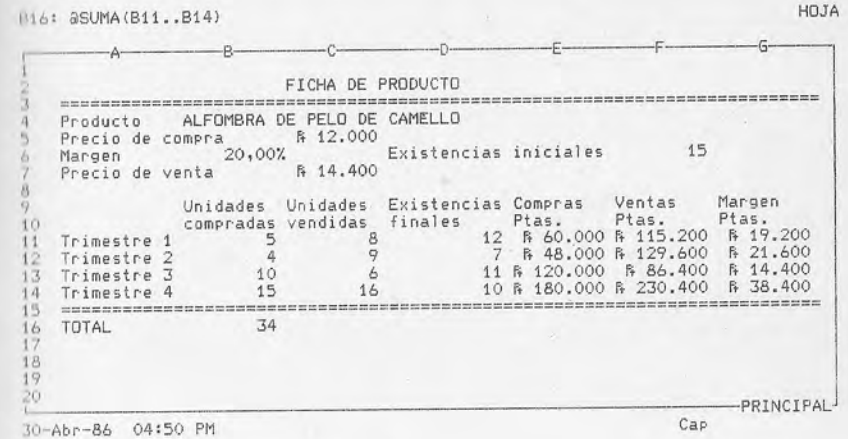 B16: @SUMA(B11..B14) HOJA
A B C D E F G
1
2 FICHA DE PRODUCTO
3 ==========================================================================
4 Producto ALFOMBRA DE PELO DE CAMELLO
5 Precio de compra ₧ 12.000
6 Margen 20,00% Existencias iniciales 15
7 Precio de venta ₧ 14.400
8
9 Unidades Unidades Existencias Compras Ventas Margen
10 compradas vendidas finales Ptas. Ptas. Ptas.
11 Trimestre 1 5 8 12 ₧ 60.000 ₧ 115.200 ₧ 19.200
12 Trimestre 2 4 9 7 ₧ 48.000 ₧ 129.600 ₧ 21.600
13 Trimestre 3 10 6 11 ₧ 120.000 ₧ 86.400 ₧ 14.400
14 Trimestre 4 15 16 10 ₧ 180.000 ₧ 230.400 ₧ 38.400
15 ==========================================================================
16 TOTAL 34
17
18
19
20
PRINCIPAL
30-Abr-86 04:50 PM Cap